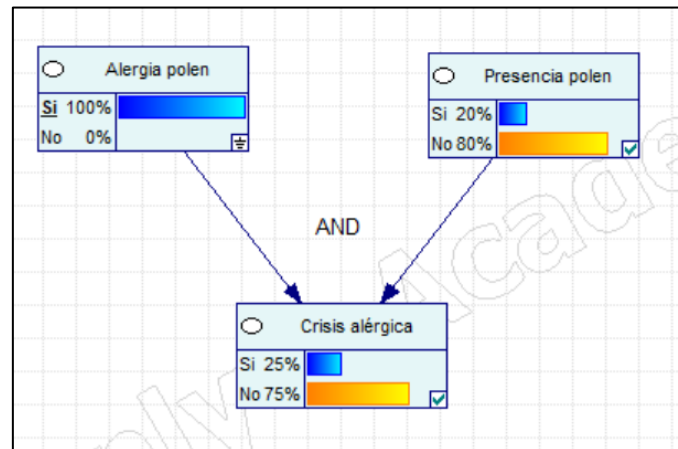 Alergia polen
Si 100%
No 0%
Presencia polen
Si 20%
No 80%
AND
Crisis alérgica
Si 25%
No 75%